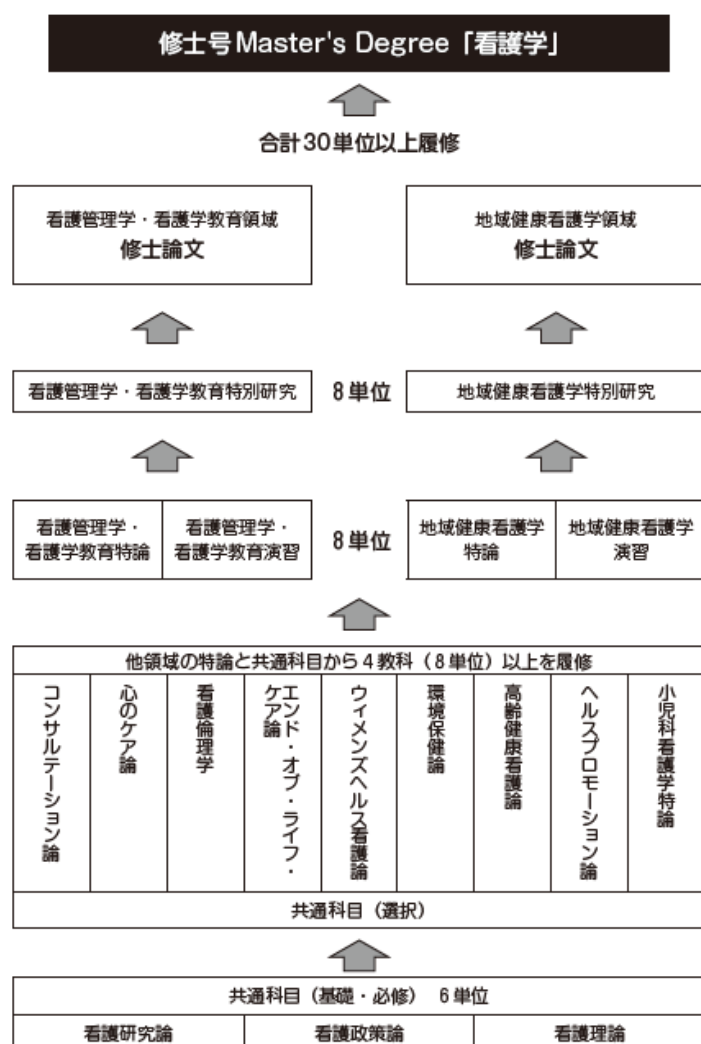 修士号Master's Degree「看護学」
合計30単位以上履修
看護管理学・看護学教育領域
修士論文
地域健康看護学領域
修士論文
看護管理学・看護学教育特別研究
8単位
地域健康看護学特別研究
看護管理学・
看護学教育特論
看護管理学・
看護学教育演習
8単位
地域健康看護学
特論
地域健康看護学
演習
他領域の特論と共通科目から4教科（8単位）以上を履修
コンサルテーション論
心のケア論
看護倫理学
エンド・オブ・ライフ・
ケア論
ウィメンズヘルス看護論
環境保健論
高齢健康看護論
ヘルスプロモーション論
小児科看護学特論
共通科目（選択）
共通科目（基礎・必修） 6単位
看護研究論
看護政策論
看護理論